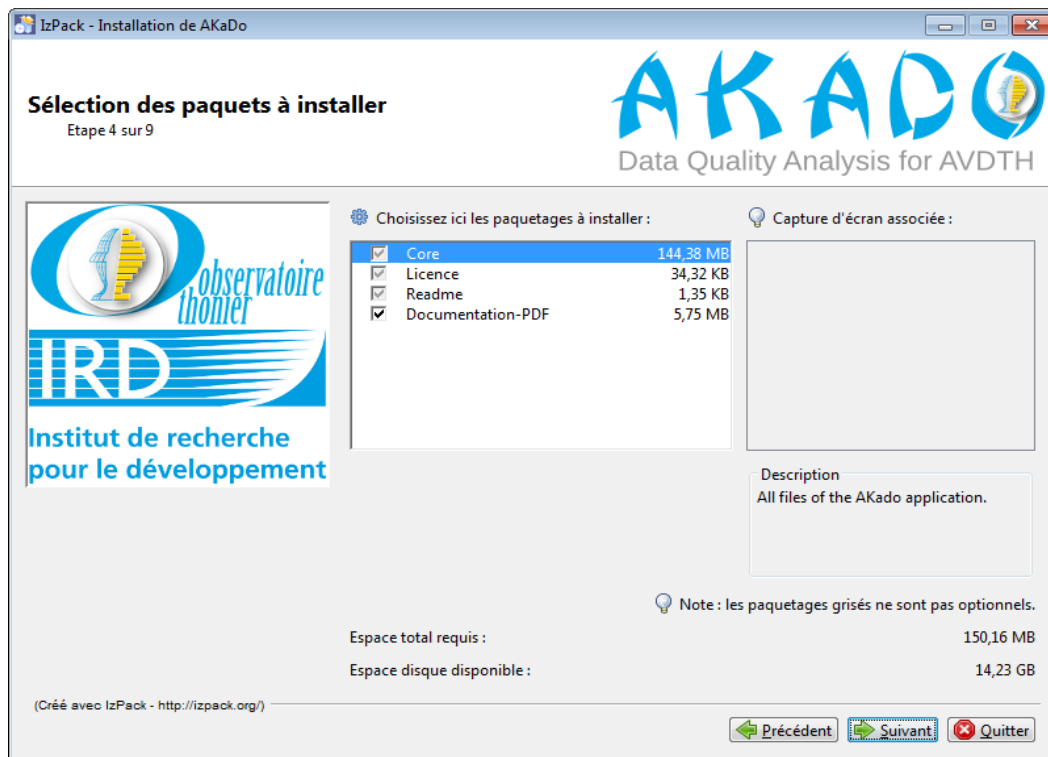 IzPack - Installation de AKaDo
Sélection des paquets à installer
Etape 4 sur 9
AKADO
Data Quality Analysis for AVDTH
observatoire
thonier
IRD
Institut de recherche
pour le développement
Choisissez ici les paquetages à installer :
Core 144,38 MB
Licence 34,32 KB
Readme 1,35 KB
Documentation-PDF 5,75 MB
Capture d'écran associée :
Description
All files of the AKado application.
Note : les paquetages grisés ne sont pas optionnels.
Espace total requis : 150,16 MB
Espace disque disponible : 14,23 GB
(Créé avec IzPack - http://izpack.org/)
Précédent Suivant Quitter